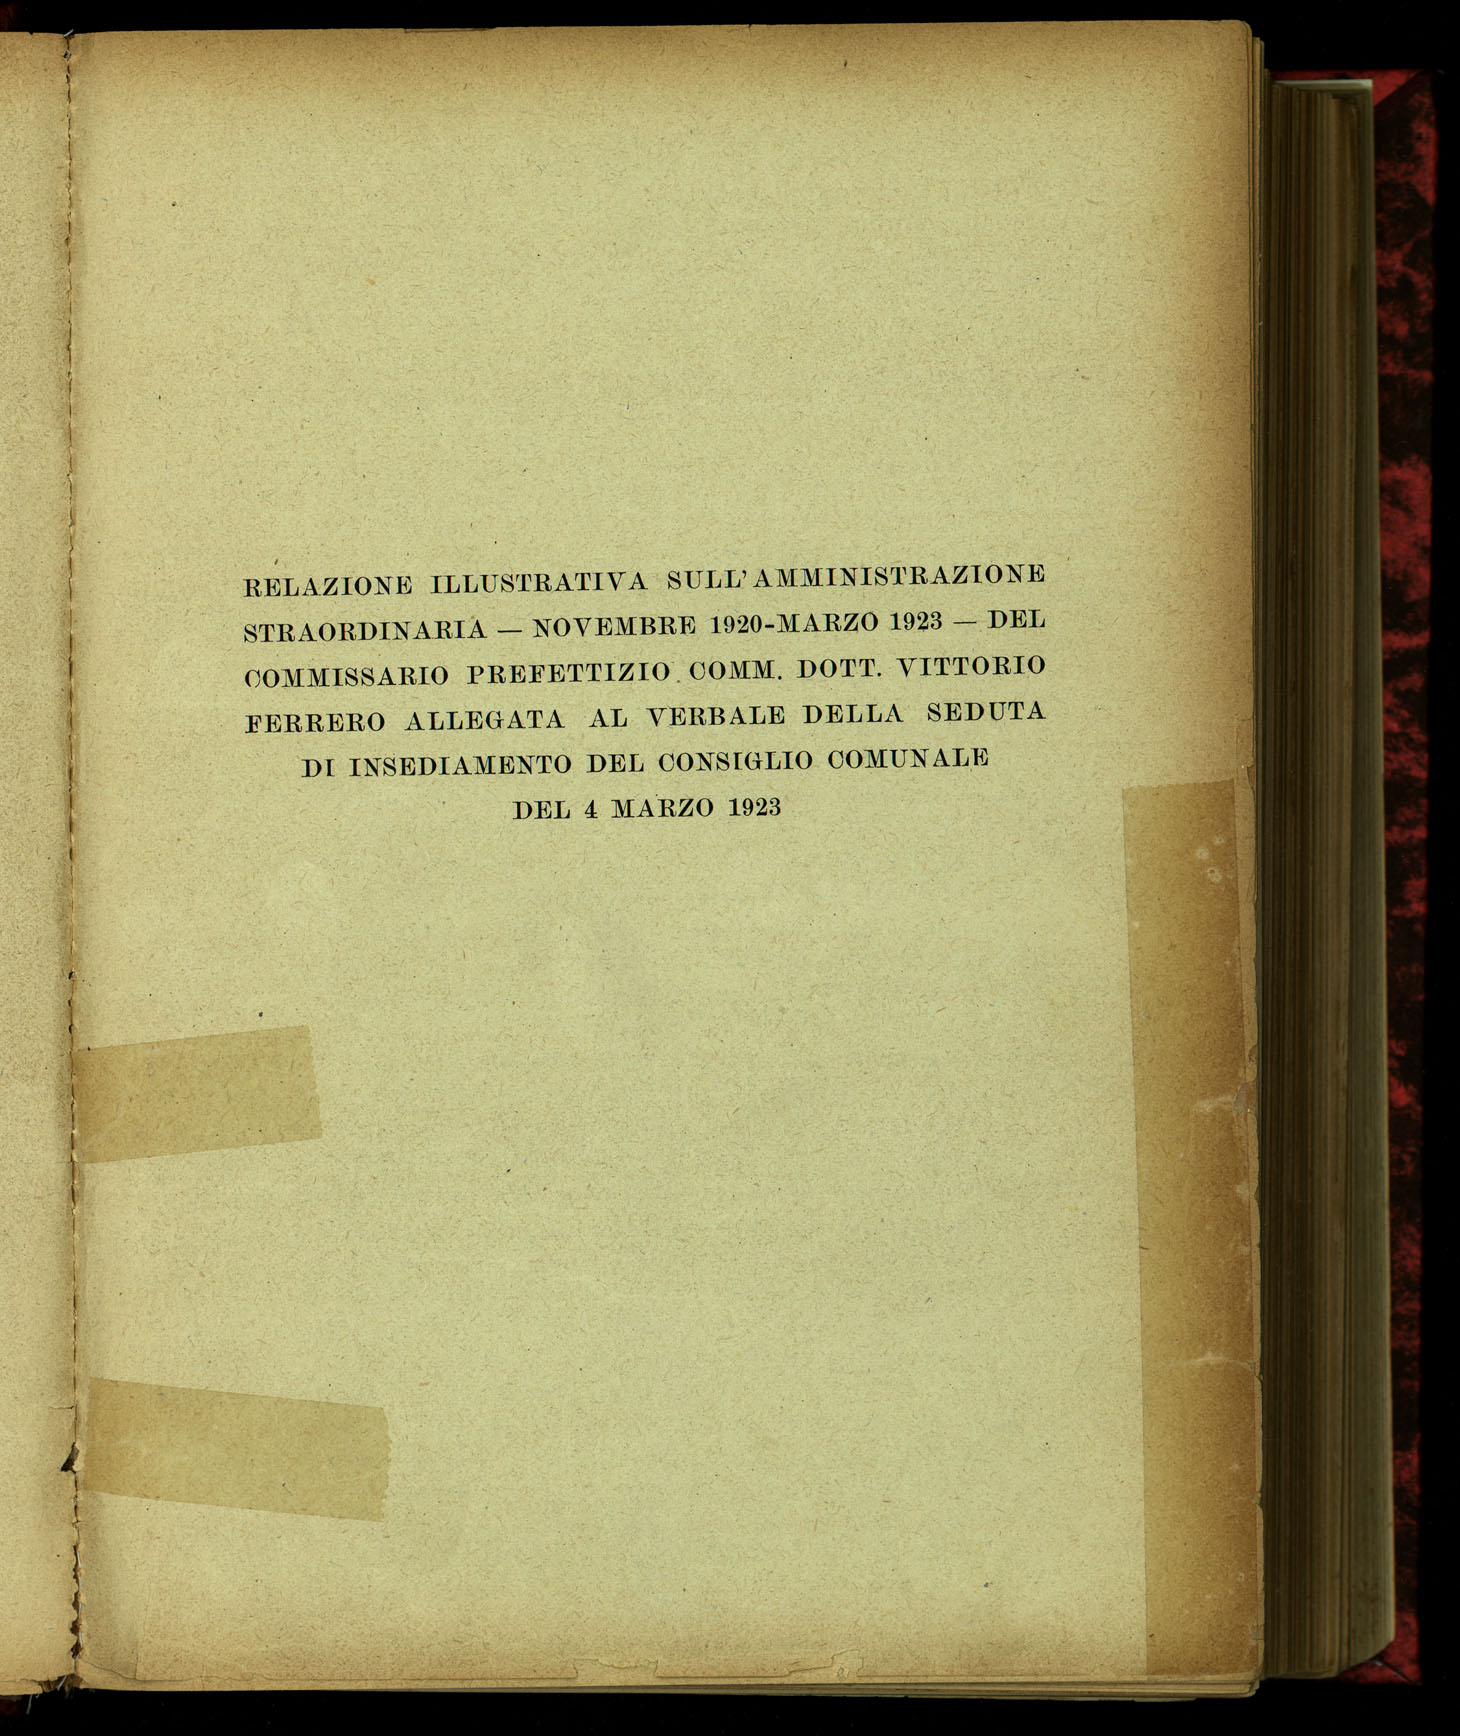 RELAZIONE ILLUSTRATIVA SULL'AMMINISTRAZIONE
STRAORDINARIA — NOVEMBRE 1920-MARZO 1923 — DEL
COMMISSARIO PREFETTIZIO COMM. DOTT. VITTORIO
FERRERO ALLEGATA AL VERBALE DELLA SEDUTA
DI INSEDIAMENTO DEL CONSIGLIO COMUNALE
DEL 4 MARZO 1923